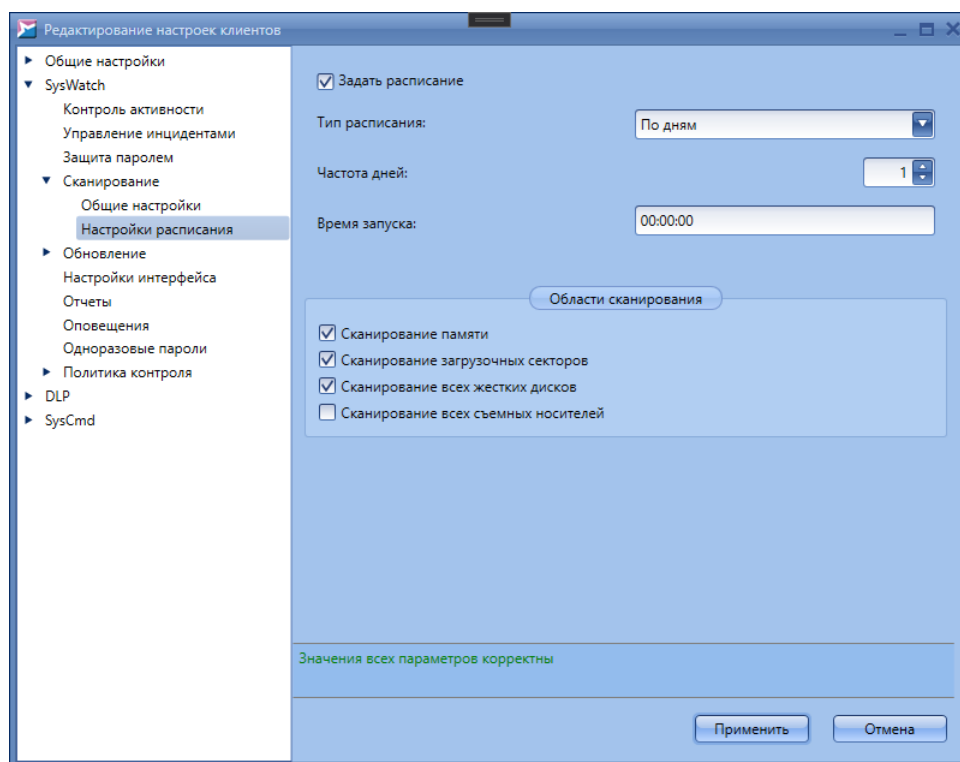 Редактирование настроек клиентов
Общие настройки
SysWatch
Контроль активности
Управление инцидентами
Защита паролем
Сканирование
Общие настройки
Настройки расписания
Обновление
Настройки интерфейса
Отчеты
Оповещения
Одноразовые пароли
Политика контроля
DLP
SysCmd
Задать расписание
Тип расписания: По дням
Частота дней: 1
Время запуска: 00:00:00
Области сканирования
Сканирование памяти
Сканирование загрузочных секторов
Сканирование всех жестких дисков
Сканирование всех съемных носителей
Значения всех параметров корректны
Применить Отмена